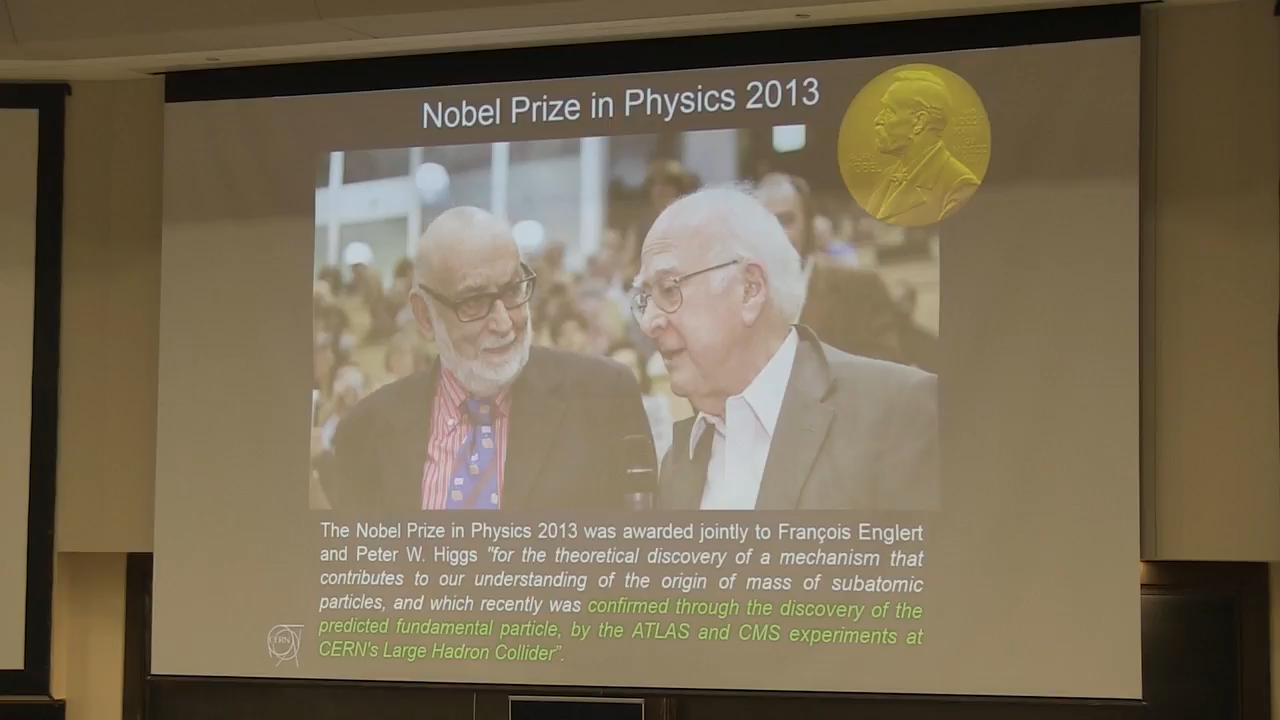 Nobel Prize in Physics 2013
The Nobel Prize in Physics 2013 was awarded jointly to François Englert
and Peter W. Higgs "for the theoretical discovery of a mechanism that
contributes to our understanding of the origin of mass of subatomic
particles, and which recently was confirmed through the discovery of the
predicted fundamental particle, by the ATLAS and CMS experiments at
CERN's Large Hadron Collider”.
CERN